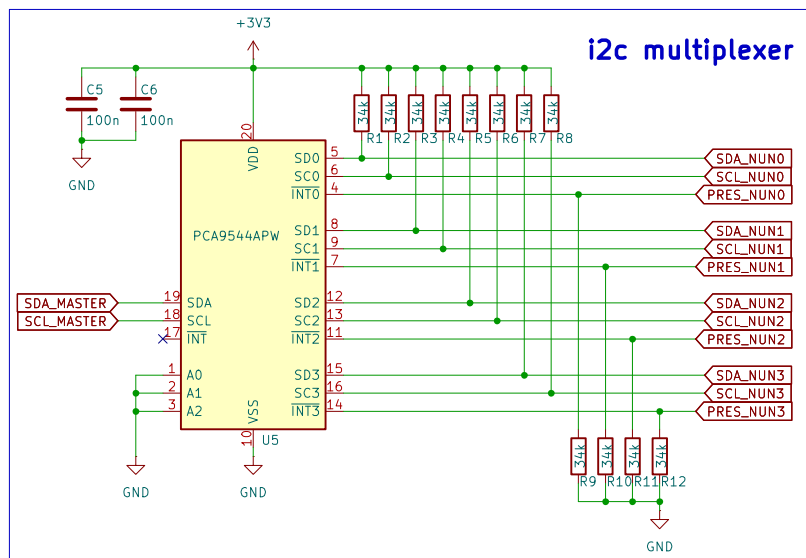 +3V3
i2c multiplexer
C5
100n
C6
100n
GND
34k
34k
34k
34k
34k
34k
34k
34k
R1
R2
R3
R4
R5
R6
R7
R8
20
VDD
PCA9544APW
SD0 5
SC0 6
INT0 4
SD1 8
SC1 9
INT1 7
SD2 12
SC2 13
INT2 11
SD3 15
SC3 16
INT3 14
SDA_NUN0
SCL_NUN0
PRES_NUN0
SDA_NUN1
SCL_NUN1
PRES_NUN1
SDA_NUN2
SCL_NUN2
PRES_NUN2
SDA_NUN3
SCL_NUN3
PRES_NUN3
SDA_MASTER
SCL_MASTER
19 SDA
18 SCL
17 INT
1 A0
2 A1
3 A2
VSS
10
U5
GND
GND
34k
34k
34k
34k
R9
R10
R11
R12
GND